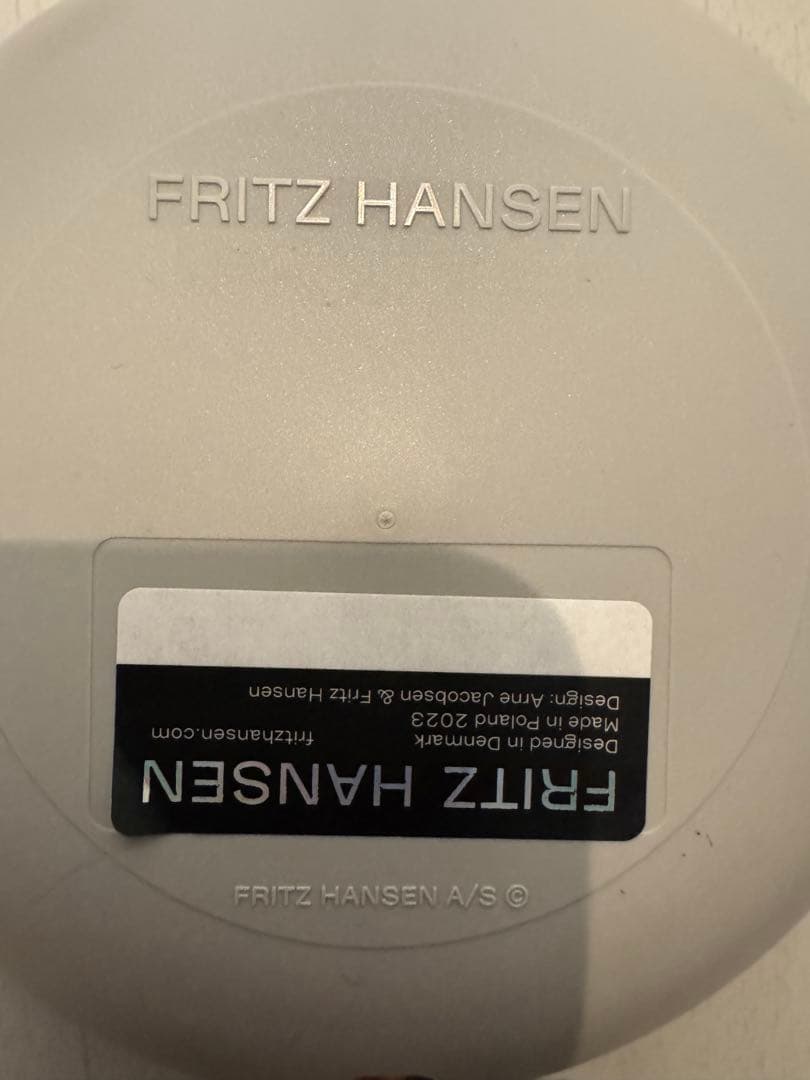 FRITZ HANSEN
FRITZ HANSEN
Designed in Denmark fritzhansen.com
Made in Poland 2023
Design: Arne Jacobsen & Fritz Hansen
FRITZ HANSEN A/S ©